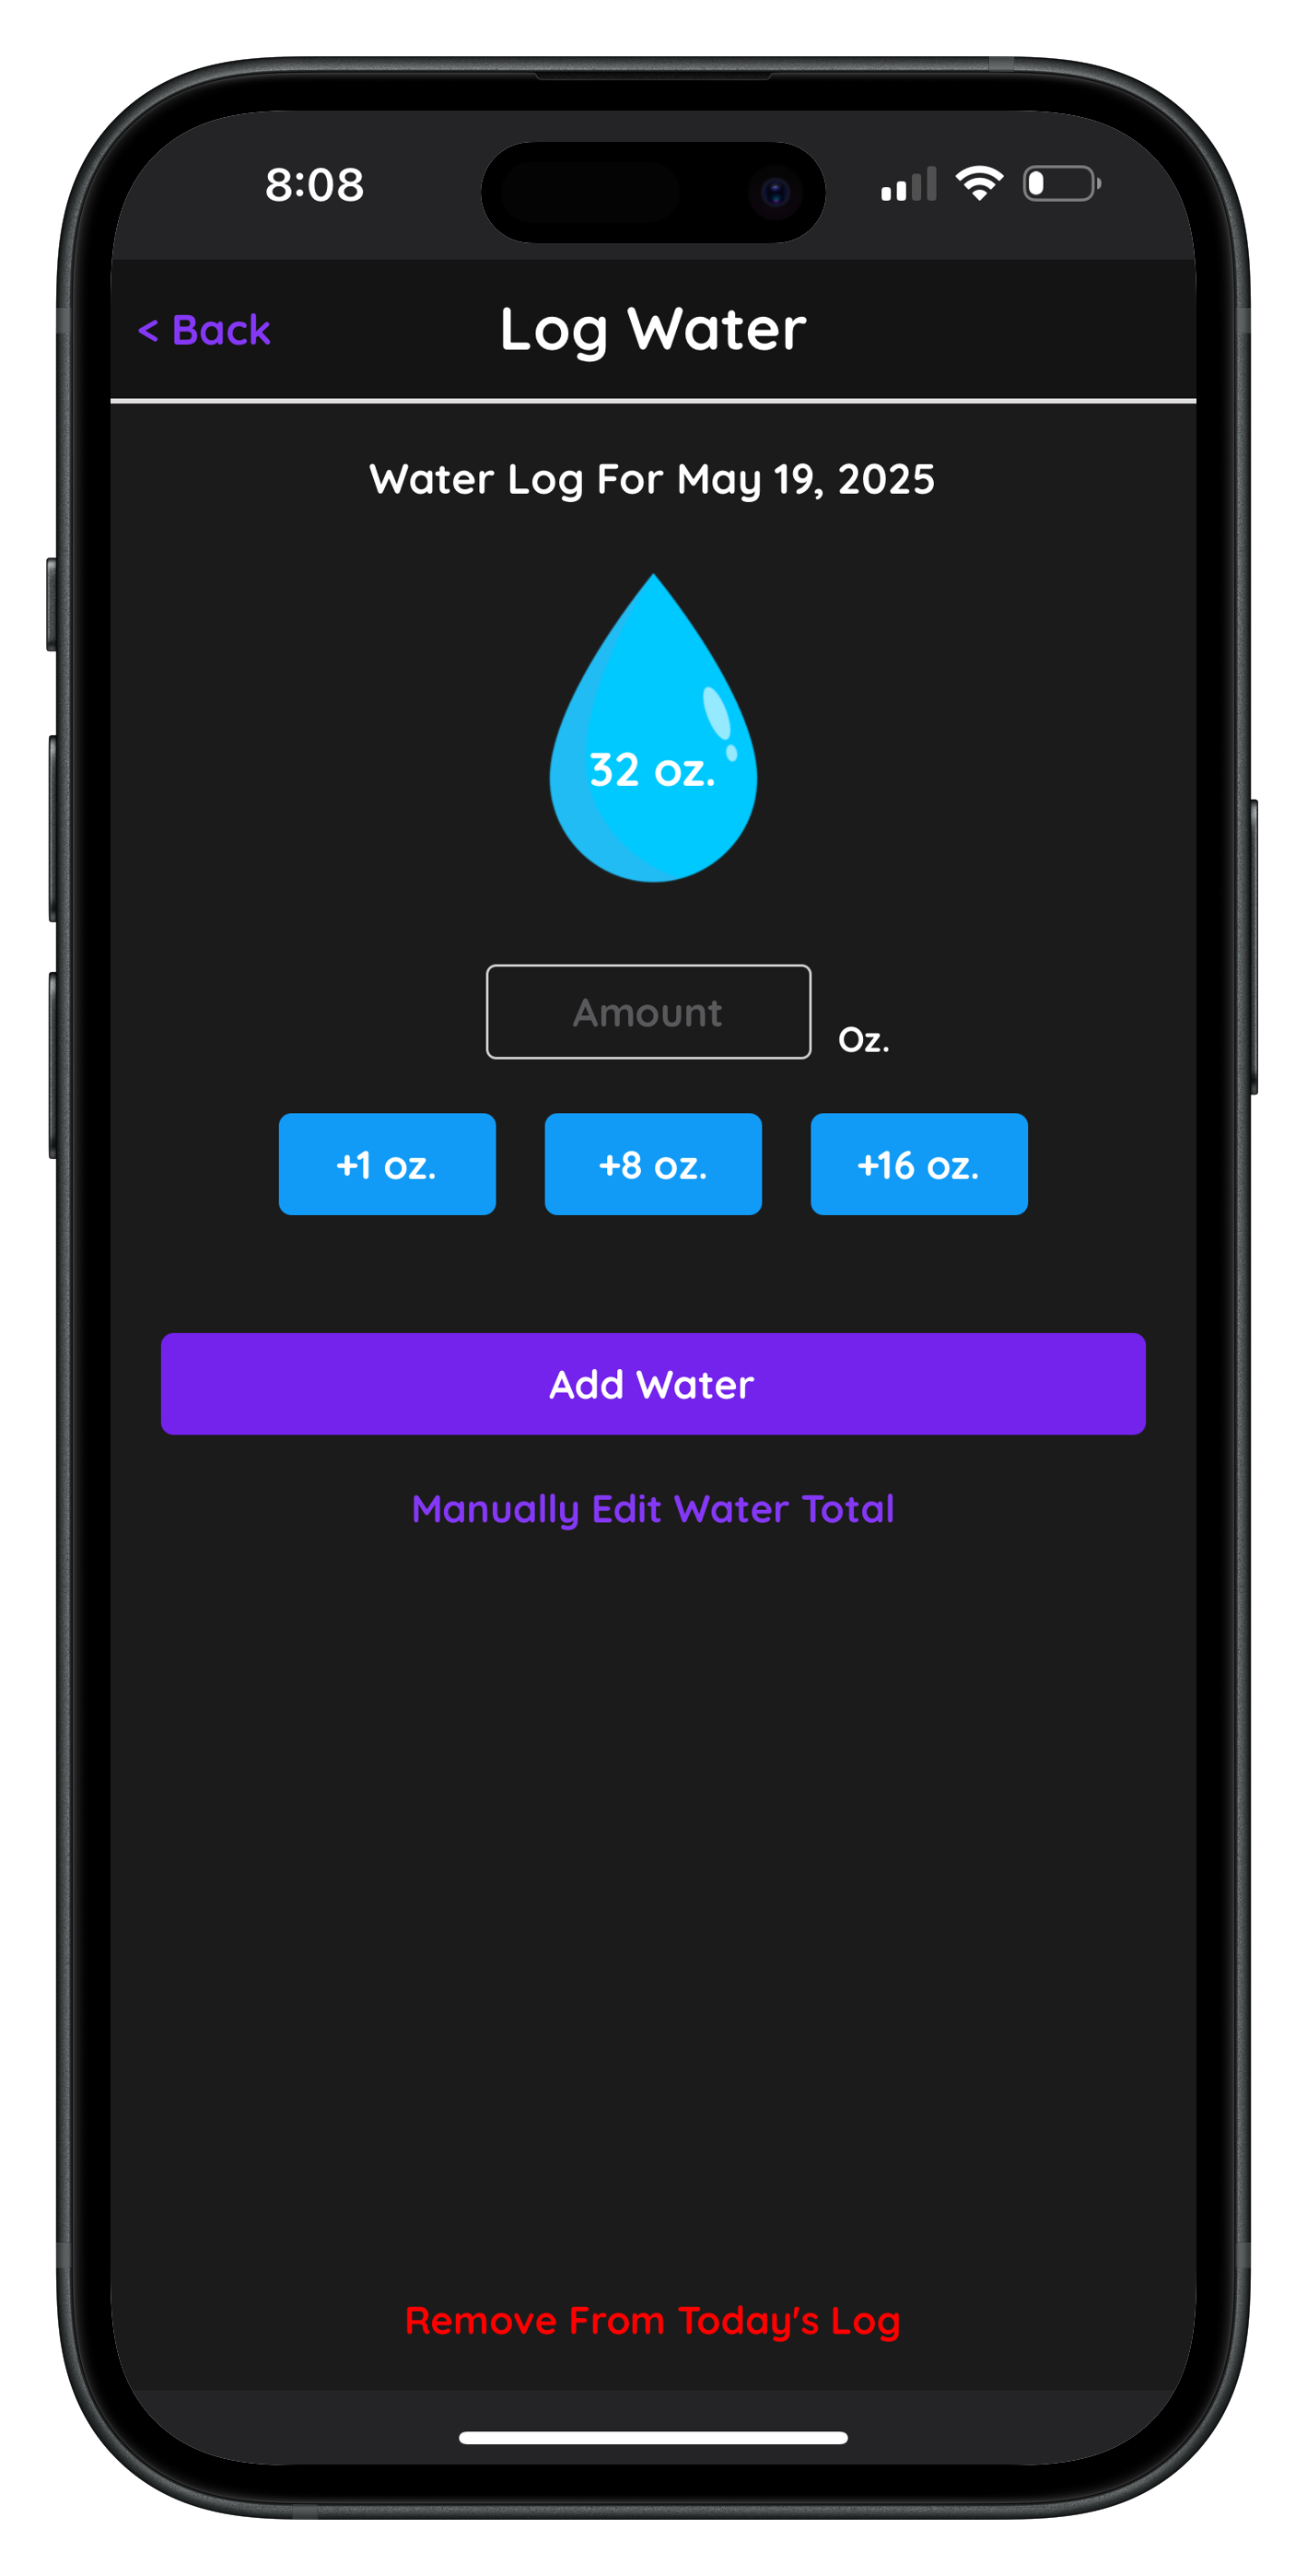 8:08
< Back
Log Water
Water Log For May 19, 2025
32 oz.
Amount
Oz.
+1 oz.
+8 oz.
+16 oz.
Add Water
Manually Edit Water Total
Remove From Today's Log